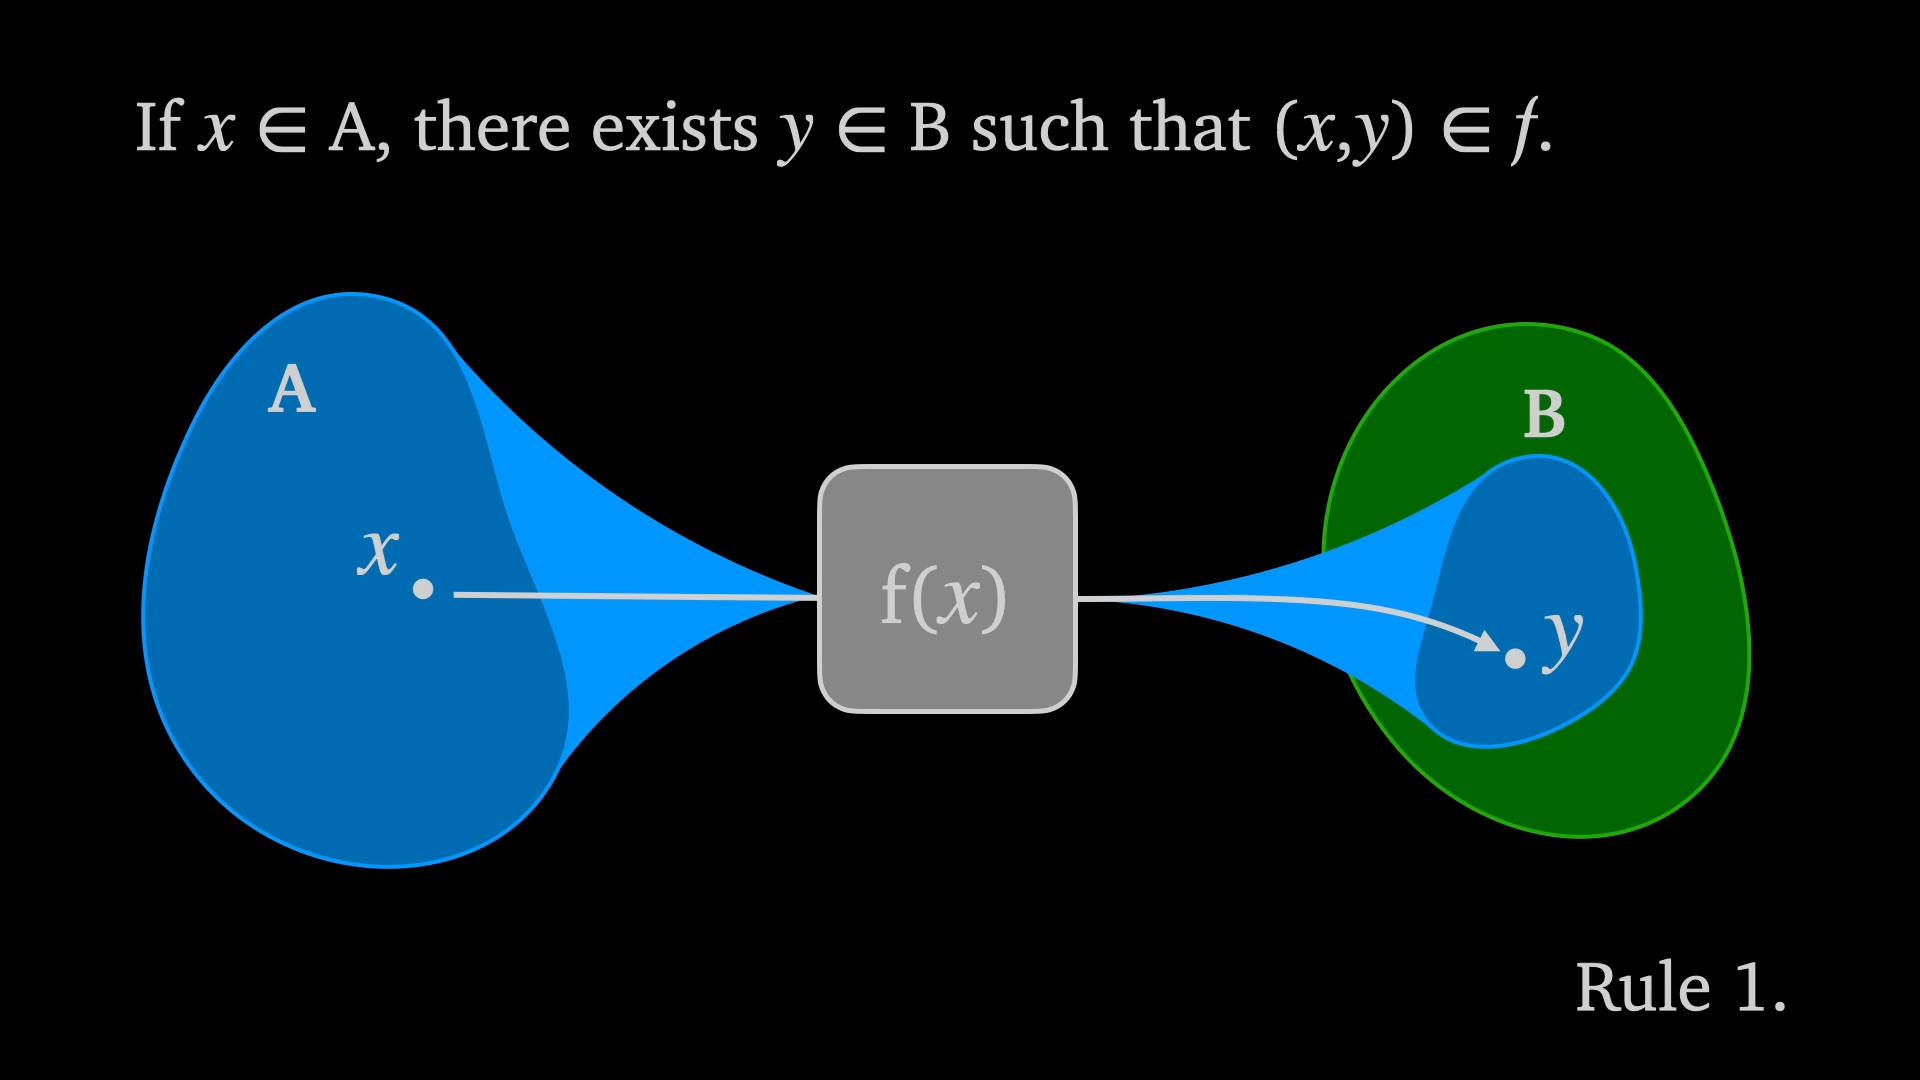 If x ∈ A, there exists y ∈ B such that (x,y) ∈ f.
A
B
x
f(x)
y
Rule 1.